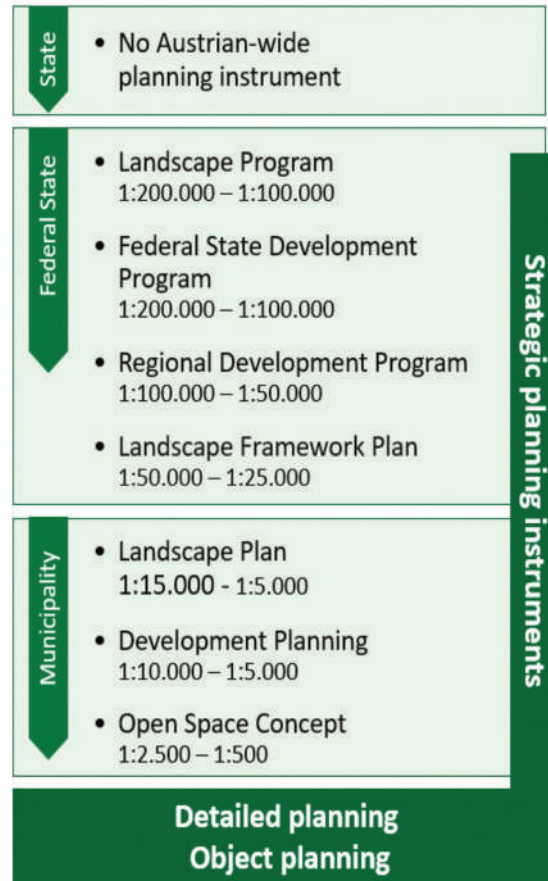 State
• No Austrian-wide
planning instrument
Federal State
• Landscape Program
1:200.000 – 1:100.000
• Federal State Development
Program
1:200.000 – 1:100.000
• Regional Development Program
1:100.000 – 1:50.000
• Landscape Framework Plan
1:50.000 – 1:25.000
Municipality
• Landscape Plan
1:15.000 - 1:5.000
• Development Planning
1:10.000 – 1:5.000
• Open Space Concept
1:2.500 – 1:500
Strategic planning instruments
Detailed planning
Object planning